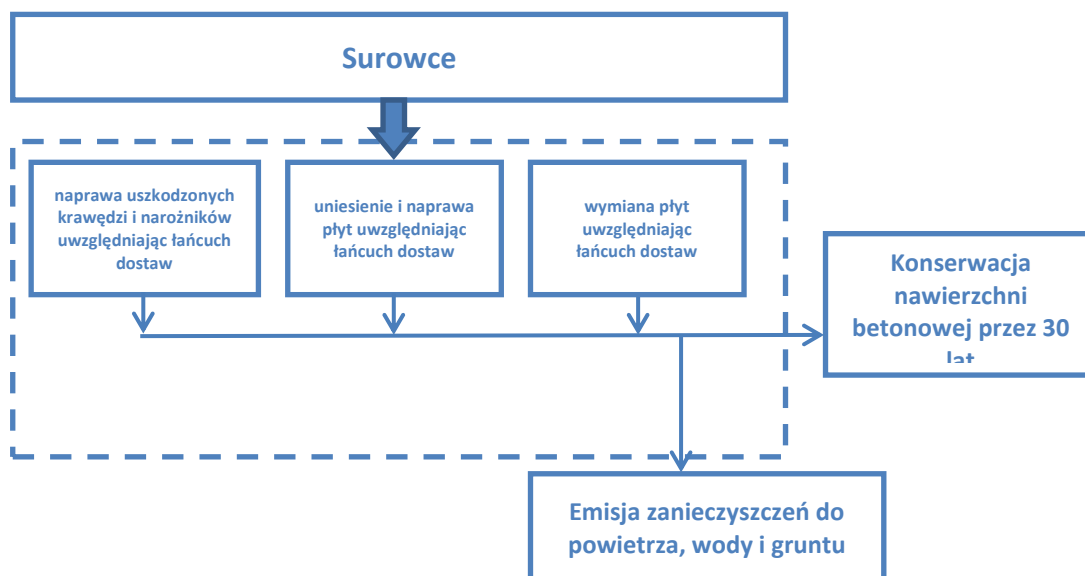 Surowce
naprawa uszkodzonych
krawędzi i narożników
uwzględniając łańcuch
dostaw
uniesienie i naprawa
płyt uwzględniając
łańcuch dostaw
wymiana płyt
uwzględniając
łańcuch dostaw
Konserwacja
nawierzchni
betonowej przez 30
lat
Emisja zanieczyszczeń do
powietrza, wody i gruntu